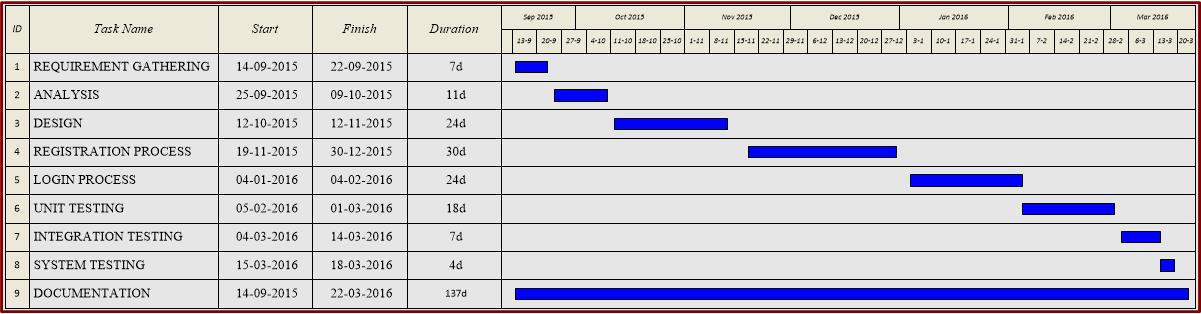 ID Task Name Start Finish Duration Sep 2015 Oct 2015 Nov 2015 Dec 2015 Jan 2016 Feb 2016 Mar 2016
13-9 20-9 27-9 4-10 11-10 18-10 25-10 1-11 8-11 15-11 22-11 29-11 6-12 13-12 20-12 27-12 3-1 10-1 17-1 24-1 31-1 7-2 14-2 21-2 28-2 6-3 13-3 20-3
1 REQUIREMENT GATHERING 14-09-2015 22-09-2015 7d
2 ANALYSIS 25-09-2015 09-10-2015 11d
3 DESIGN 12-10-2015 12-11-2015 24d
4 REGISTRATION PROCESS 19-11-2015 30-12-2015 30d
5 LOGIN PROCESS 04-01-2016 04-02-2016 24d
6 UNIT TESTING 05-02-2016 01-03-2016 18d
7 INTEGRATION TESTING 04-03-2016 14-03-2016 7d
8 SYSTEM TESTING 15-03-2016 18-03-2016 4d
9 DOCUMENTATION 14-09-2015 22-03-2016 137d